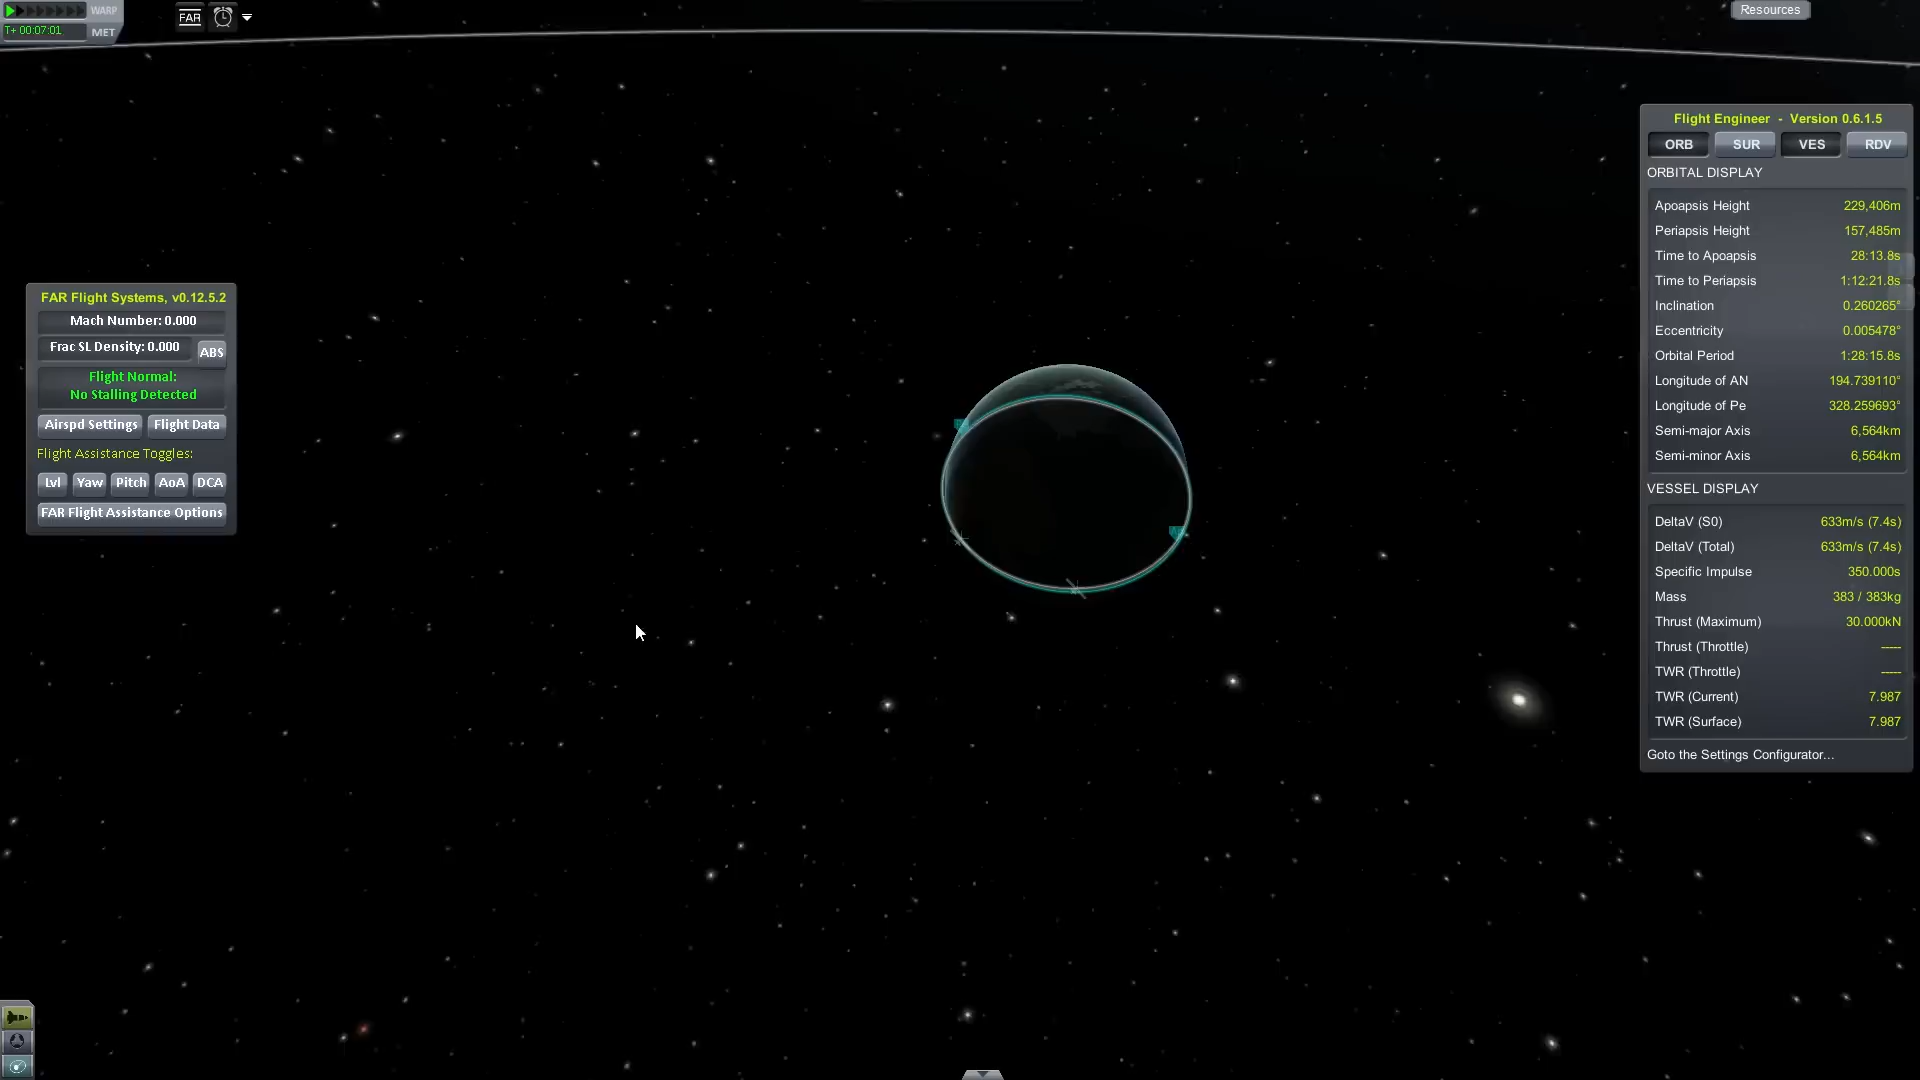 WARP
T+ 00:07:01
MET
FAR
Resources
FAR Flight Systems, v0.12.5.2
Mach Number: 0.000
Frac SL Density: 0.000
ABS
Flight Normal:
No Stalling Detected
Airspd Settings
Flight Data
Flight Assistance Toggles:
Lvl
Yaw
Pitch
AoA
DCA
FAR Flight Assistance Options
Flight Engineer - Version 0.6.1.5
ORB SUR VES RDV
ORBITAL DISPLAY
Apoapsis Height 229,406m
Periapsis Height 157,485m
Time to Apoapsis 28:13.8s
Time to Periapsis 1:12:21.8s
Inclination 0.260265°
Eccentricity 0.005478°
Orbital Period 1:28:15.8s
Longitude of AN 194.739110°
Longitude of Pe 328.259693°
Semi-major Axis 6,564km
Semi-minor Axis 6,564km
VESSEL DISPLAY
DeltaV (S0) 633m/s (7.4s)
DeltaV (Total) 633m/s (7.4s)
Specific Impulse 350.000s
Mass 383 / 383kg
Thrust (Maximum) 30.000kN
Thrust (Throttle) -----
TWR (Throttle) -----
TWR (Current) 7.987
TWR (Surface) 7.987
Goto the Settings Configurator...